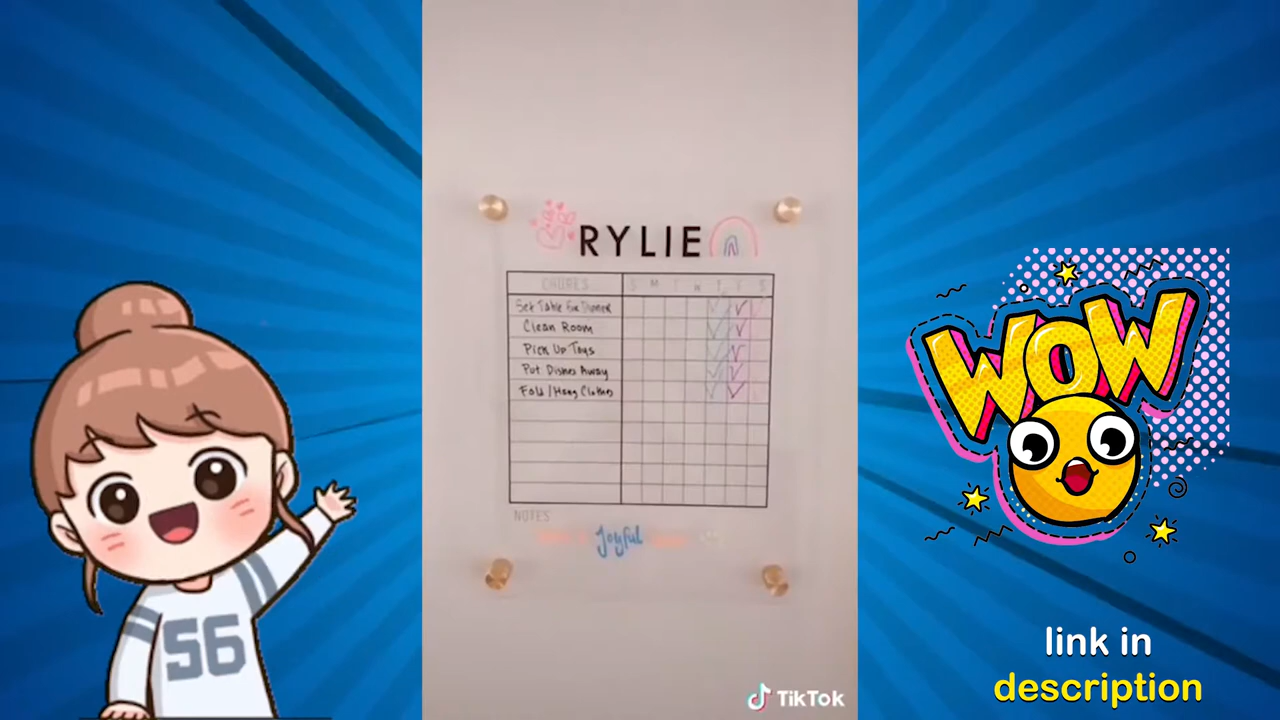 RYLIE
CHORES S M T W T F S
Set Table For Dinner
Clean Room
Pick Up Toys
Put Dishes Away
Fold/Hang Clothes
NOTES
Joyful
56
WOW
link in
description
TikTok